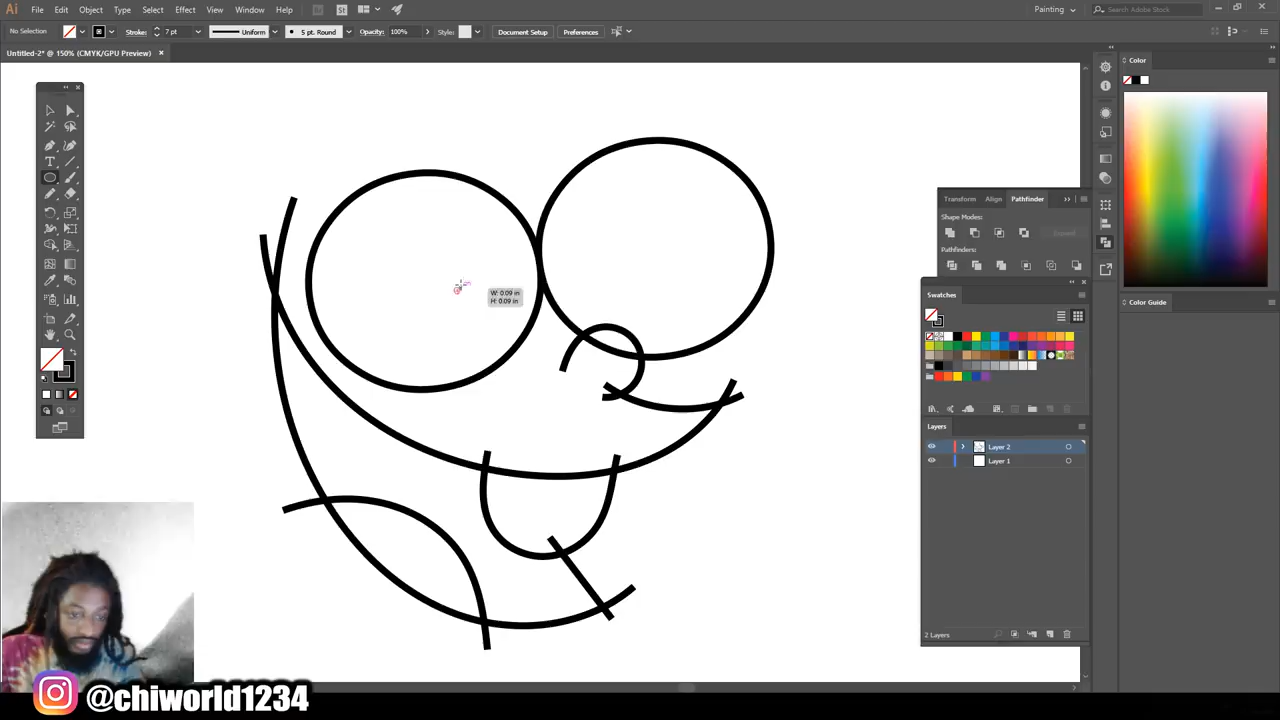 Ai File Edit Object Type Select Effect View Window Help Br St Painting Search Adobe Stock
No Selection Stroke: 7 pt. Uniform 5 pt. Round Opacity: 100% Style: Document Setup Preferences
Untitled-2* @ 150% (CMYK/GPU Preview)
Color
W: 0.09 in
H: 0.09 in
Transform Align Pathfinder
Shape Modes:
Expand
Pathfinders:
Swatches
Color Guide
Layers
Layer 2
Layer 1
2 Layers
@chiworld1234